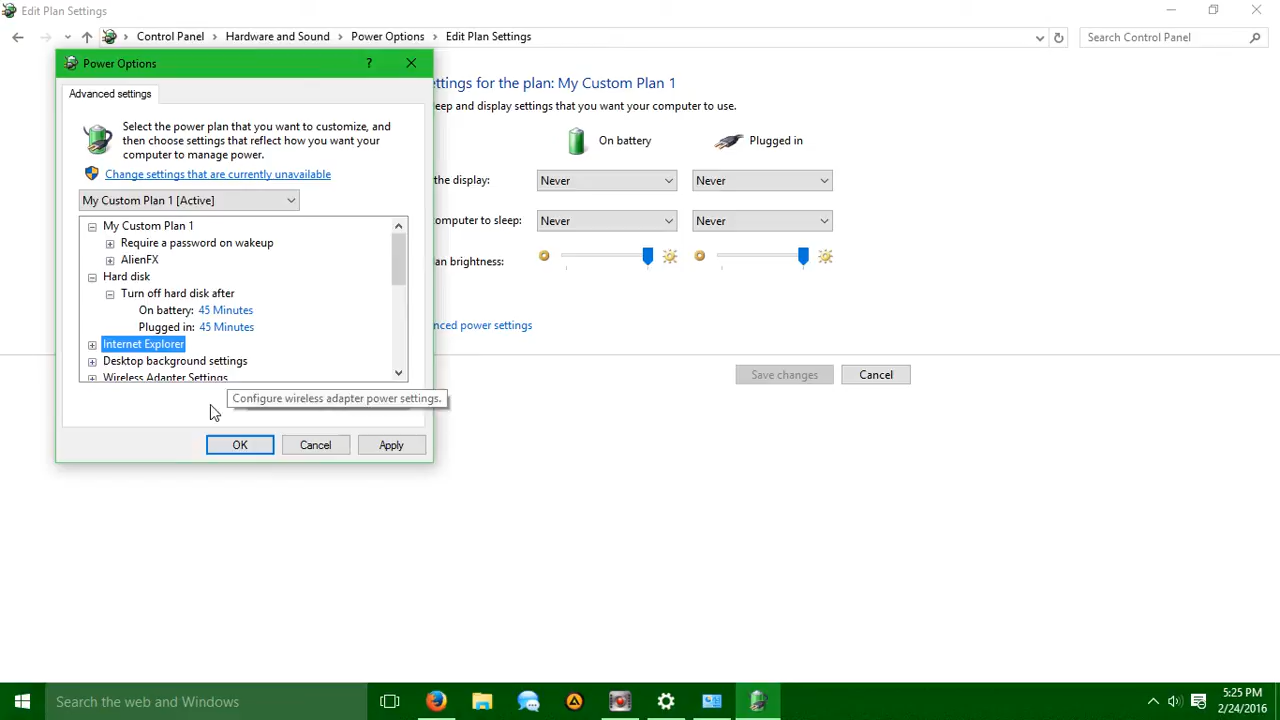 Edit Plan Settings
Control Panel > Hardware and Sound > Power Options > Edit Plan Settings
Search Control Panel
Power Options
?
Advanced settings
Select the power plan that you want to customize, and
then choose settings that reflect how you want your
computer to manage power.
Change settings that are currently unavailable
My Custom Plan 1 [Active]
My Custom Plan 1
Require a password on wakeup
AlienFX
Hard disk
Turn off hard disk after
On battery: 45 Minutes
Plugged in: 45 Minutes
Internet Explorer
Desktop background settings
Wireless Adapter Settings
Configure wireless adapter power settings.
OK
Cancel
Apply
ttings for the plan: My Custom Plan 1
eep and display settings that you want your computer to use.
On battery
Plugged in
the display:
Never
Never
computer to sleep:
Never
Never
an brightness:
nced power settings
Save changes
Cancel
Search the web and Windows
5:25 PM
2/24/2016